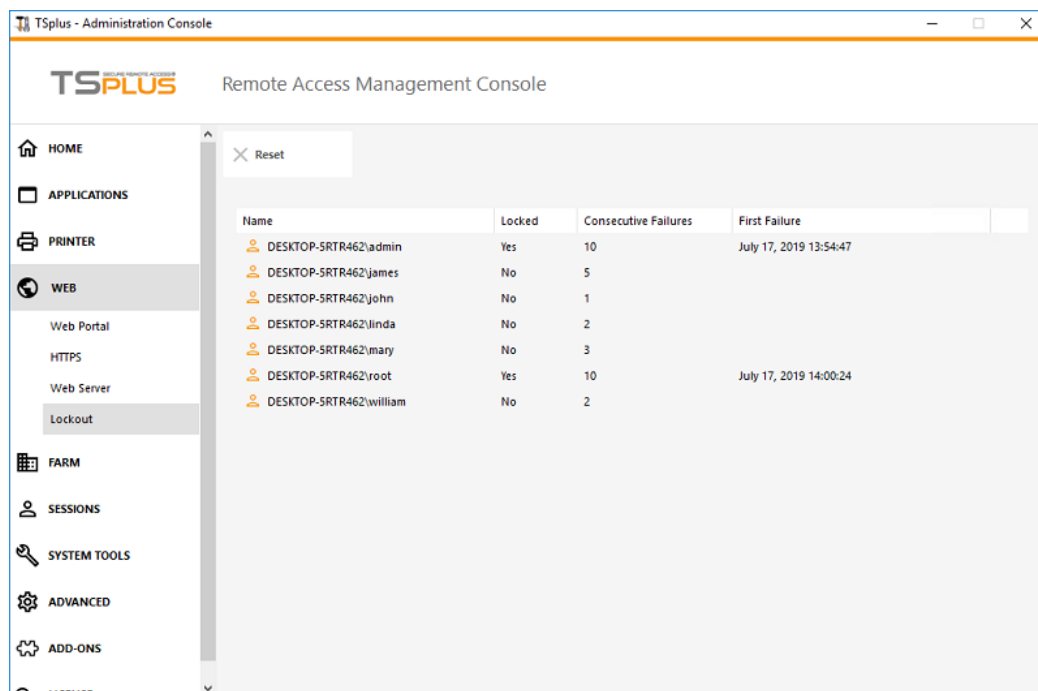 TSplus - Administration Console
TSPLUS SECURE REMOTE ACCESS
Remote Access Management Console
HOME
APPLICATIONS
PRINTER
WEB
Web Portal
HTTPS
Web Server
Lockout
FARM
SESSIONS
SYSTEM TOOLS
ADVANCED
ADD-ONS
Reset
Name Locked Consecutive Failures First Failure
DESKTOP-5RTR462\admin Yes 10 July 17, 2019 13:54:47
DESKTOP-5RTR462\james No 5
DESKTOP-5RTR462\john No 1
DESKTOP-5RTR462\linda No 2
DESKTOP-5RTR462\mary No 3
DESKTOP-5RTR462\root Yes 10 July 17, 2019 14:00:24
DESKTOP-5RTR462\william No 2